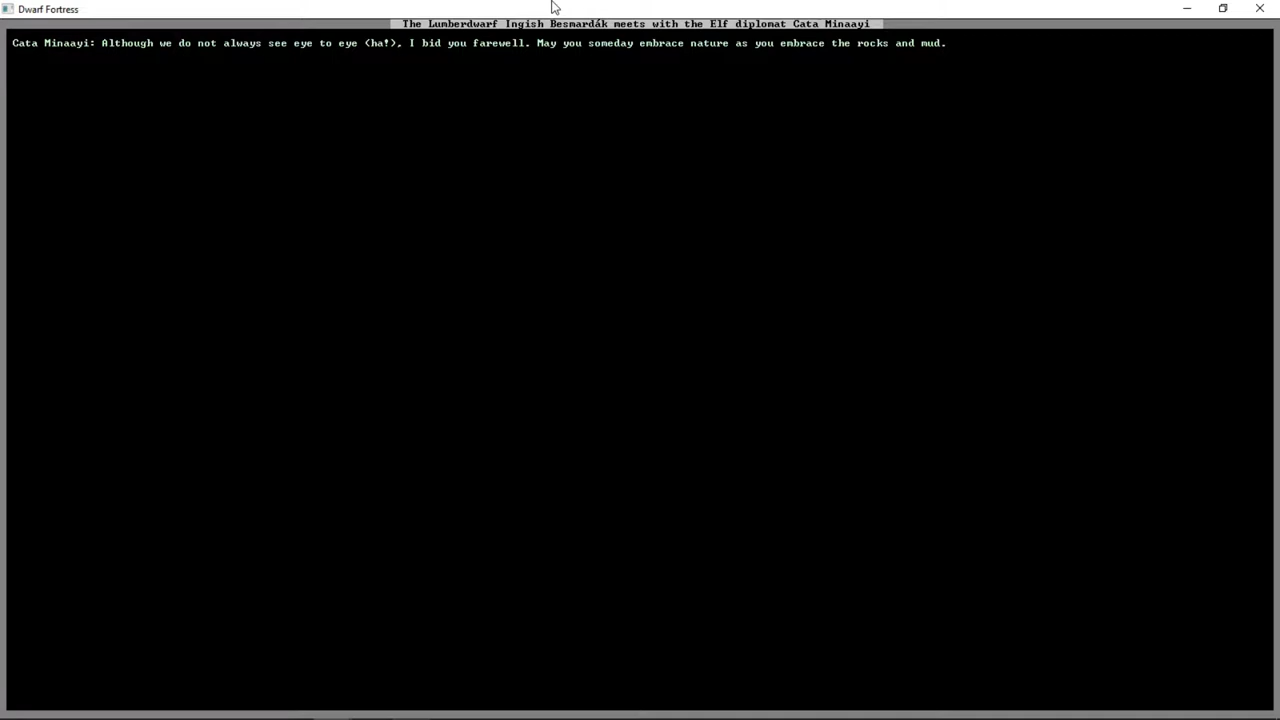 Dwarf Fortress
The Lumberdwarf Ingish Besmardák meets with the Elf diplomat Cata Minaayi
Cata Minaayi: Although we do not always see eye to eye (ha!), I bid you farewell. May you someday embrace nature as you embrace the rocks and mud.